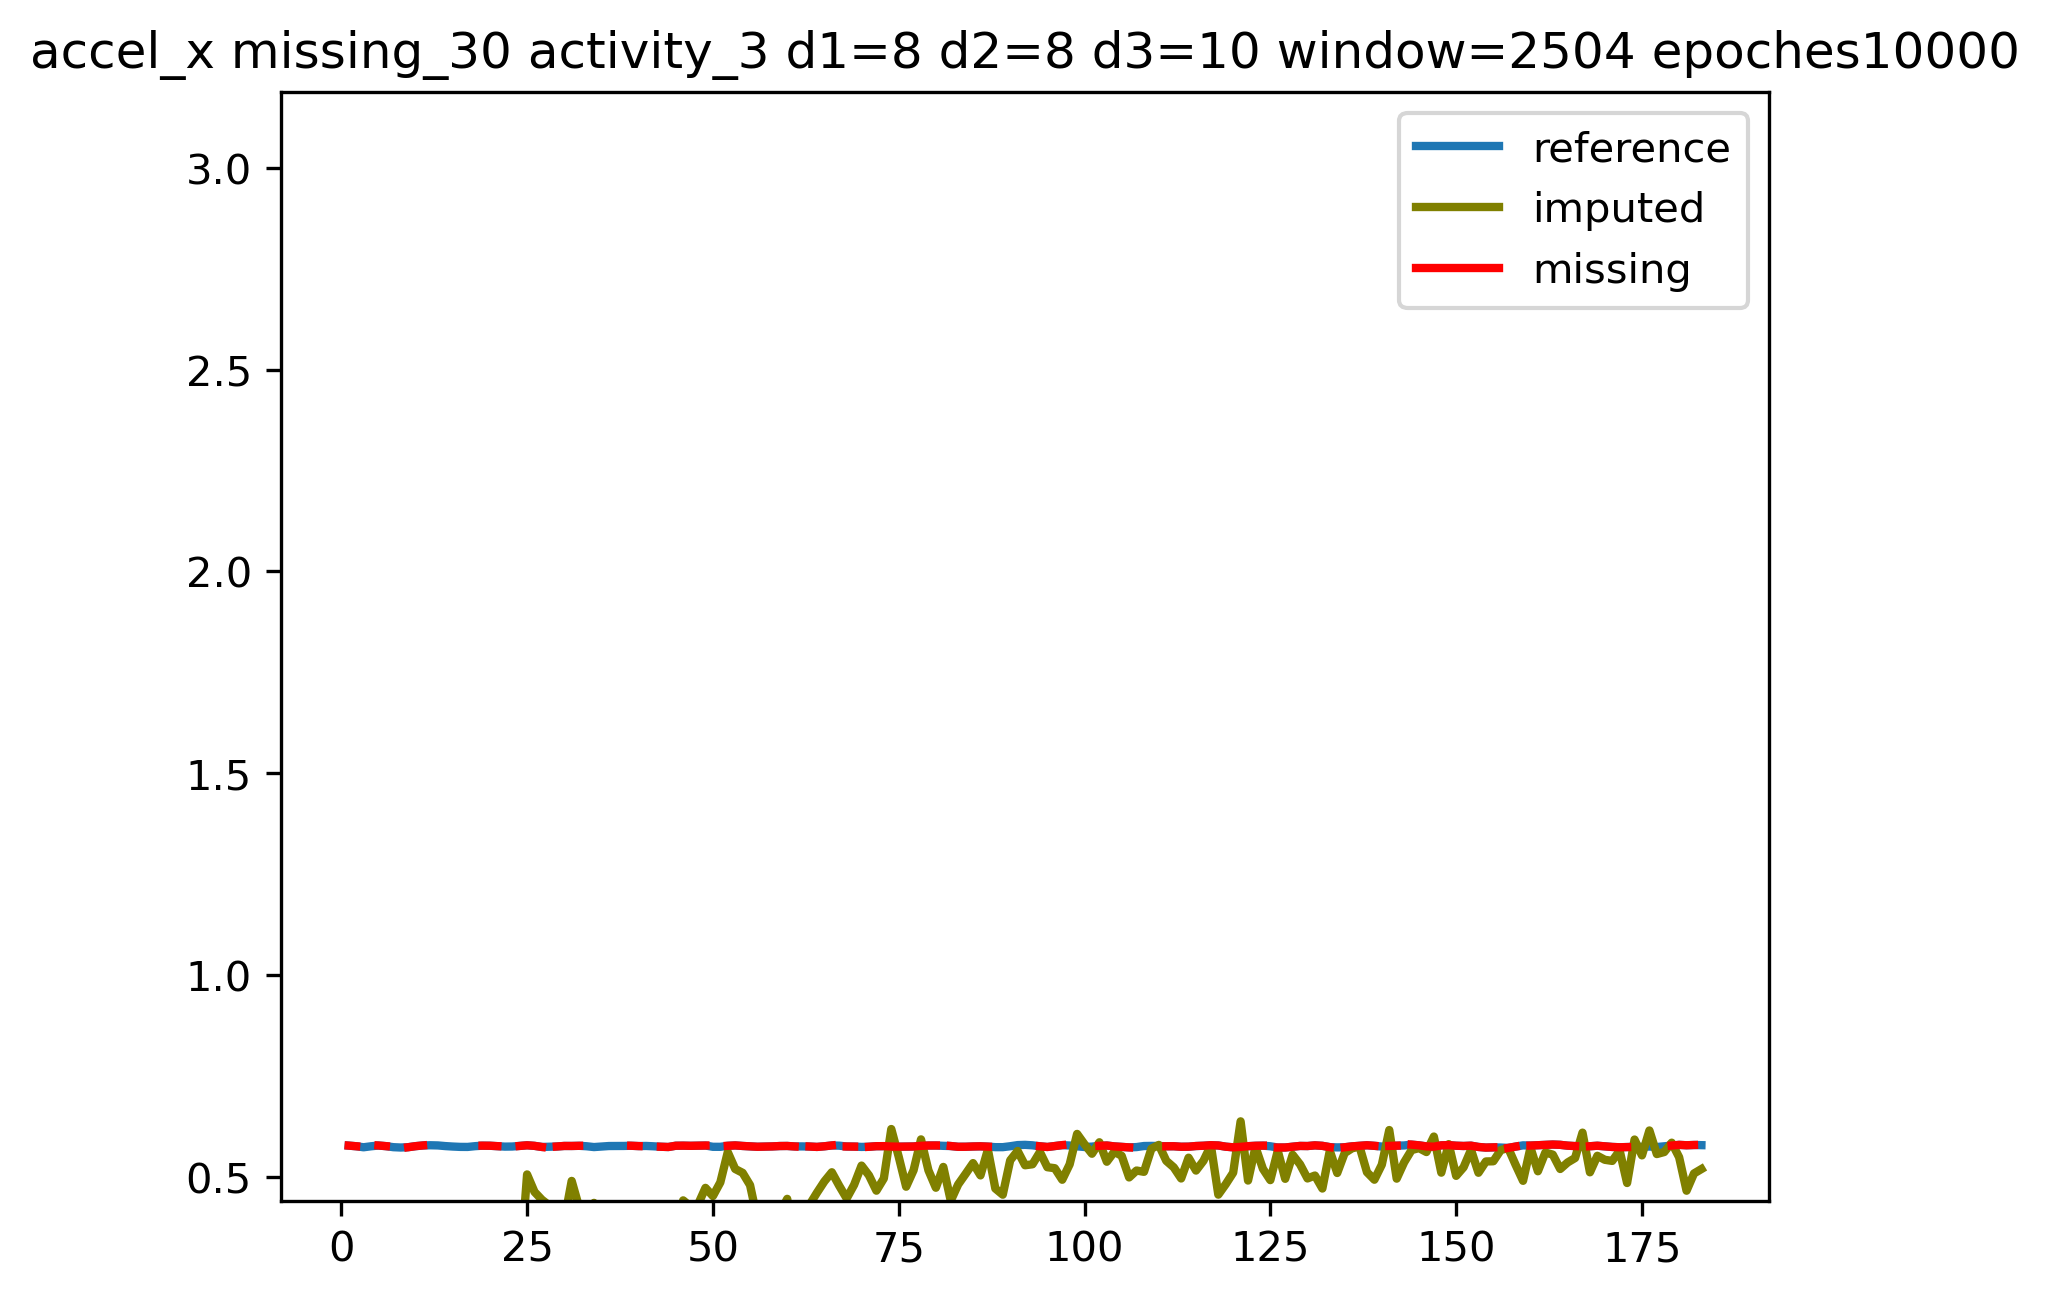 accel_x missing_30 activity_3 d1=8 d2=8 d3=10 window=2504 epoches10000
reference
imputed
missing
3.0
2.5
2.0
1.5
1.0
0.5
0 25 50 75 100 125 150 175